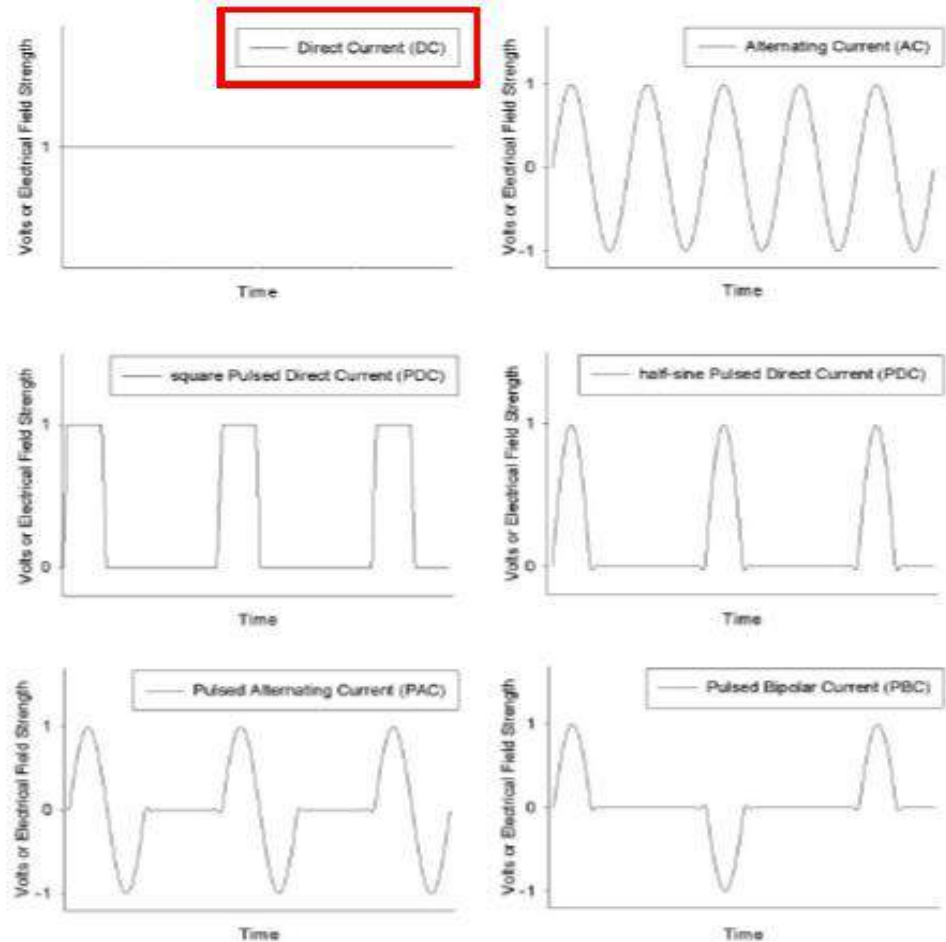 Direct Current (DC)
Volts or Electrical Field Strength
1
Time
Alternating Current (AC)
Volts or Electrical Field Strength
1
0
-1
Time
square Pulsed Direct Current (PDC)
Volts or Electrical Field Strength
1
0
Time
half-sine Pulsed Direct Current (PDC)
Volts or Electrical Field Strength
1
0
Time
Pulsed Alternating Current (PAC)
Volts or Electrical Field Strength
1
0
-1
Time
Pulsed Bipolar Current (PBC)
Volts or Electrical Field Strength
1
0
-1
Time